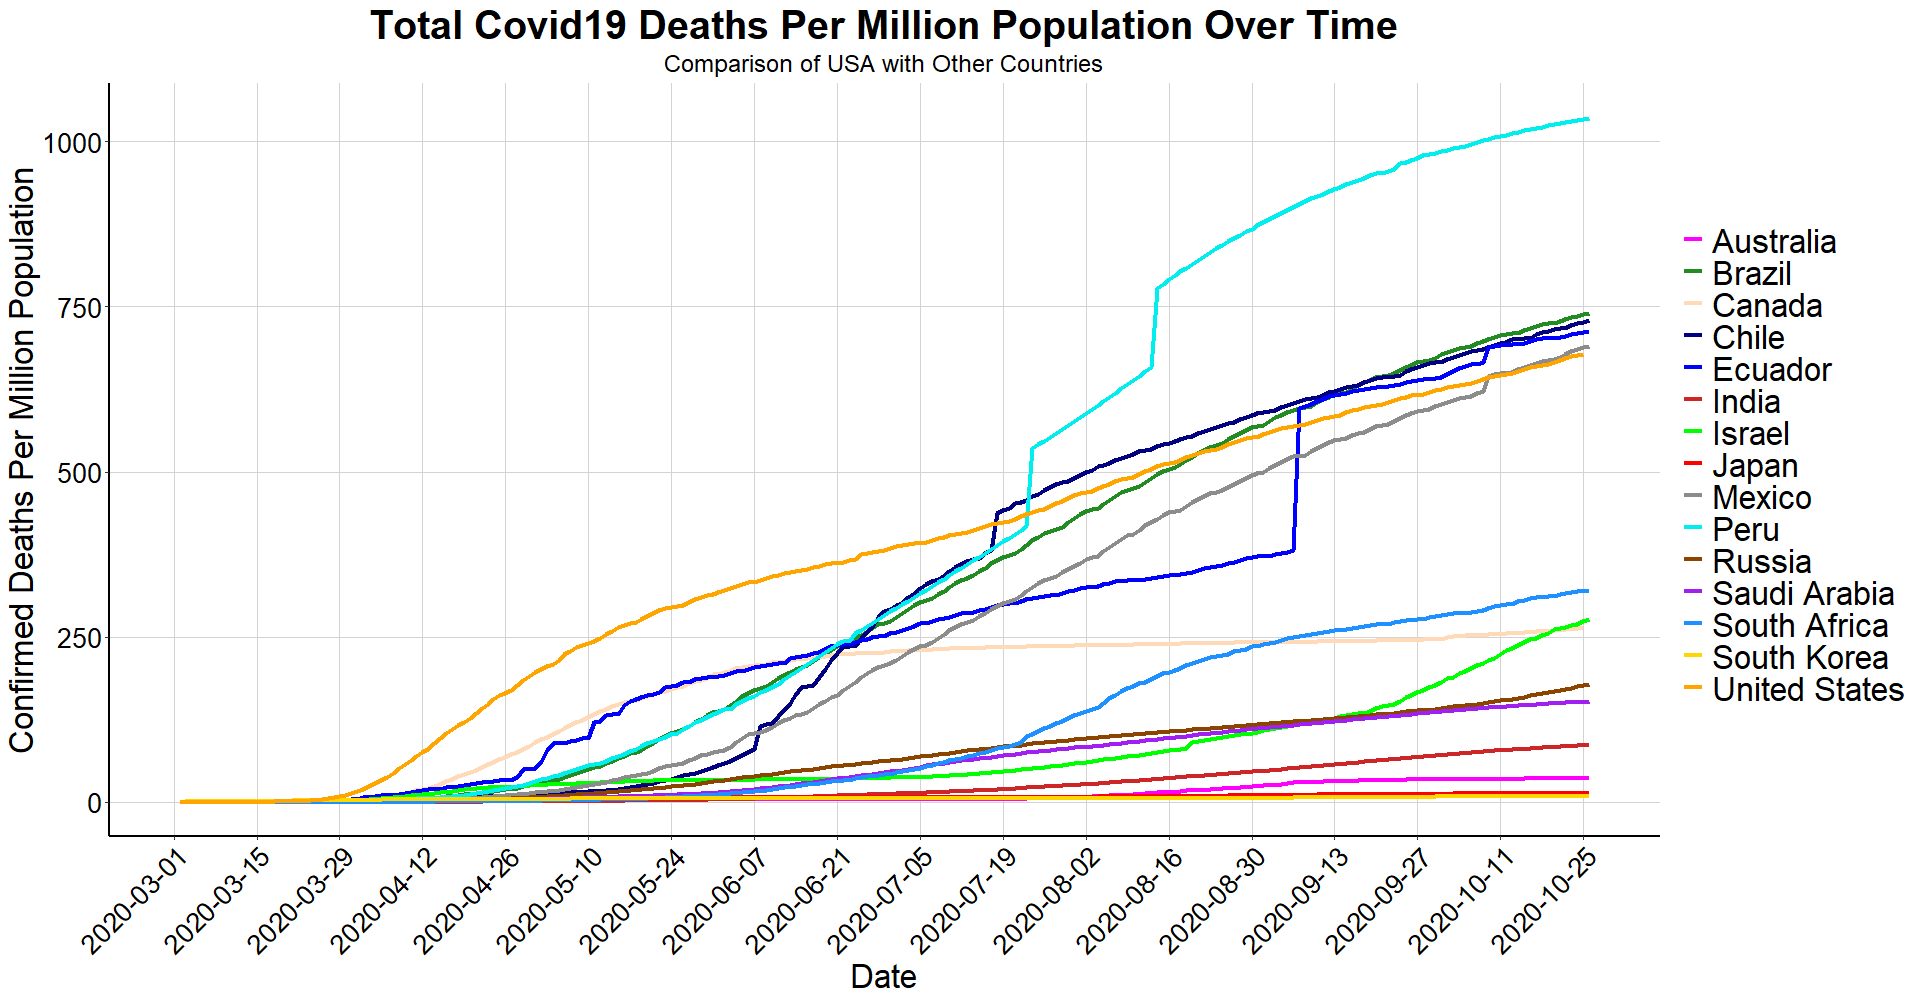 Total Covid19 Deaths Per Million Population Over Time
Comparison of USA with Other Countries
Confirmed Deaths Per Million Population
1000
750
500
250
0
2020-03-01
2020-03-15
2020-03-29
2020-04-12
2020-04-26
2020-05-10
2020-05-24
2020-06-07
2020-06-21
2020-07-05
2020-07-19
2020-08-02
2020-08-16
2020-08-30
2020-09-13
2020-09-27
2020-10-11
2020-10-25
Date
Australia
Brazil
Canada
Chile
Ecuador
India
Israel
Japan
Mexico
Peru
Russia
Saudi Arabia
South Africa
South Korea
United States